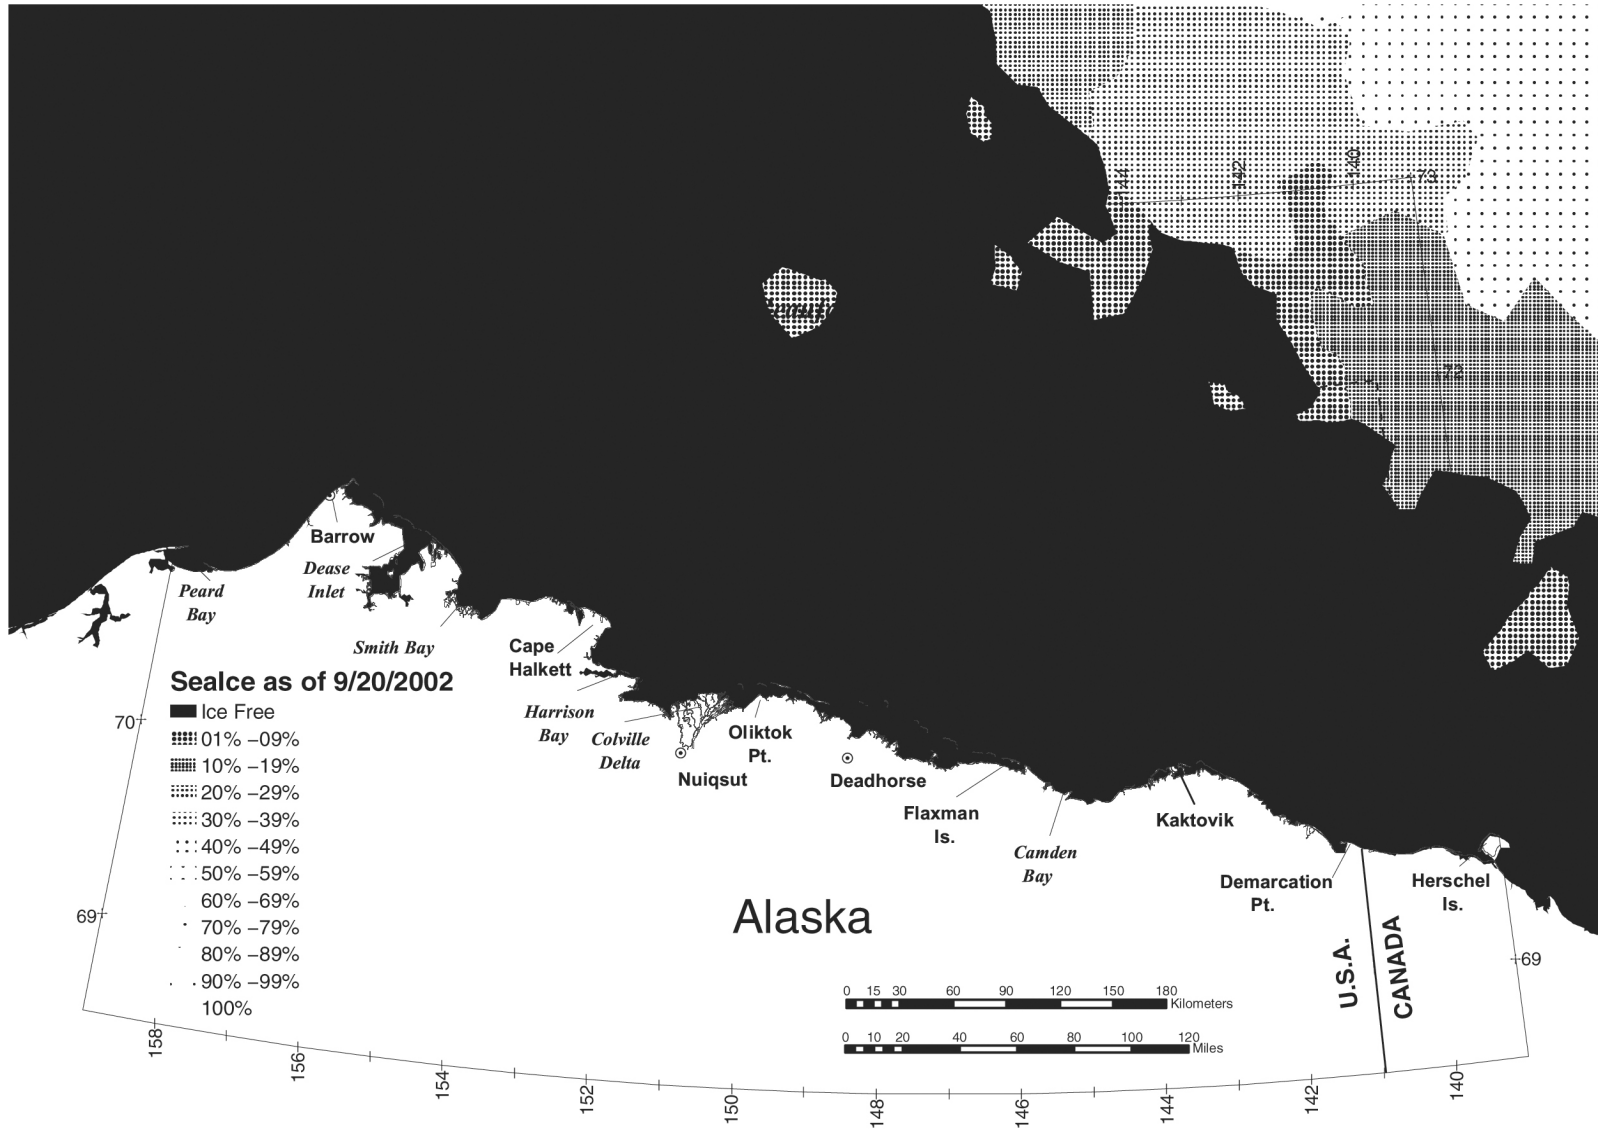 144
142
140
73
72
Barrow
Dease
Inlet
Peard
Bay
Smith Bay
Cape
Halkett
SeaIce as of 9/20/2002
Ice Free
01% –09%
10% –19%
20% –29%
30% –39%
40% –49%
50% –59%
60% –69%
70% –79%
80% –89%
90% –99%
100%
70
69
Harrison
Bay
Colville
Delta
Nuiqsut
Oliktok
Pt.
Deadhorse
Flaxman
Is.
Camden
Bay
Kaktovik
Demarcation
Pt.
Herschel
Is.
Alaska
U.S.A.
CANADA
69
0 15 30 60 90 120 150 180
Kilometers
0 10 20 40 60 80 100 120
Miles
158
156
154
152
150
148
146
144
142
140